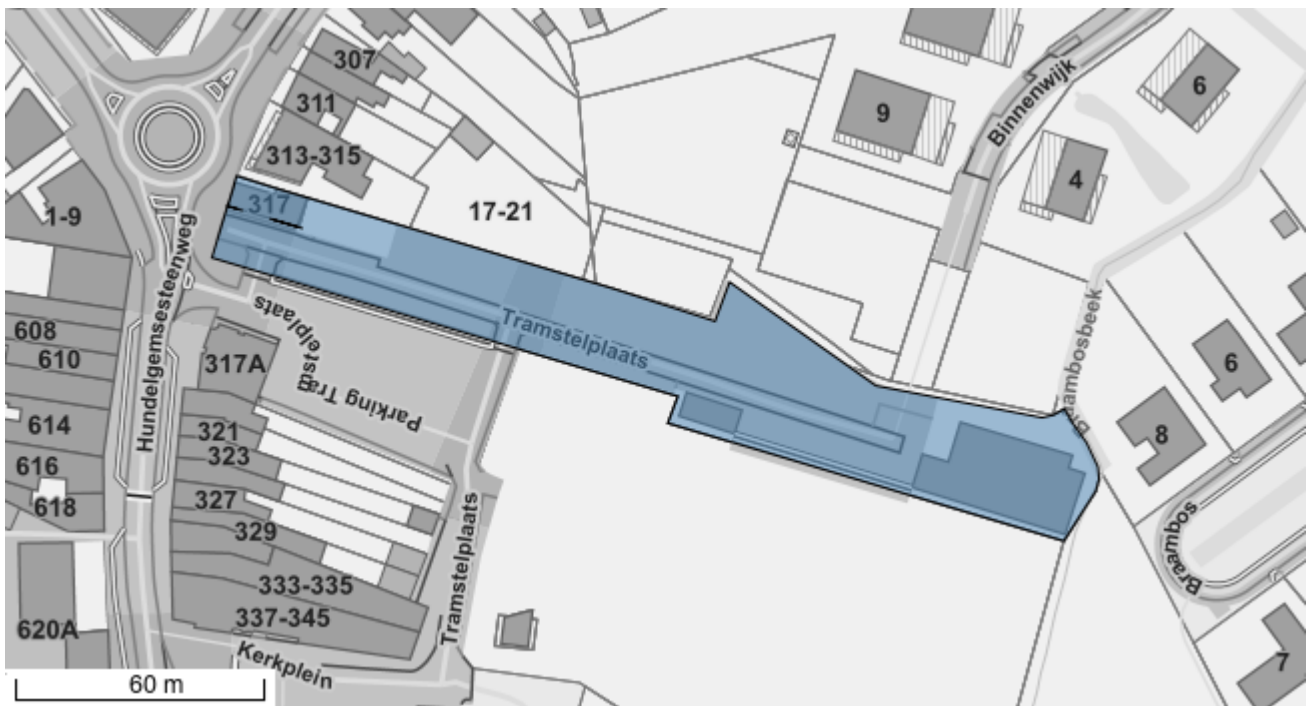 307
311
313-315
317
1-9
17-21
9
Binnenwijk
6
4
Hundelgemsesteenweg
Tramstelplaats
Parking Tramstelplaats
Braambosbeek
608
610
317A
614
321
323
616
618
327
329
6
8
Braambos
333-335
337-345
Tramstelplaats
620A
Kerkplein
7
60 m